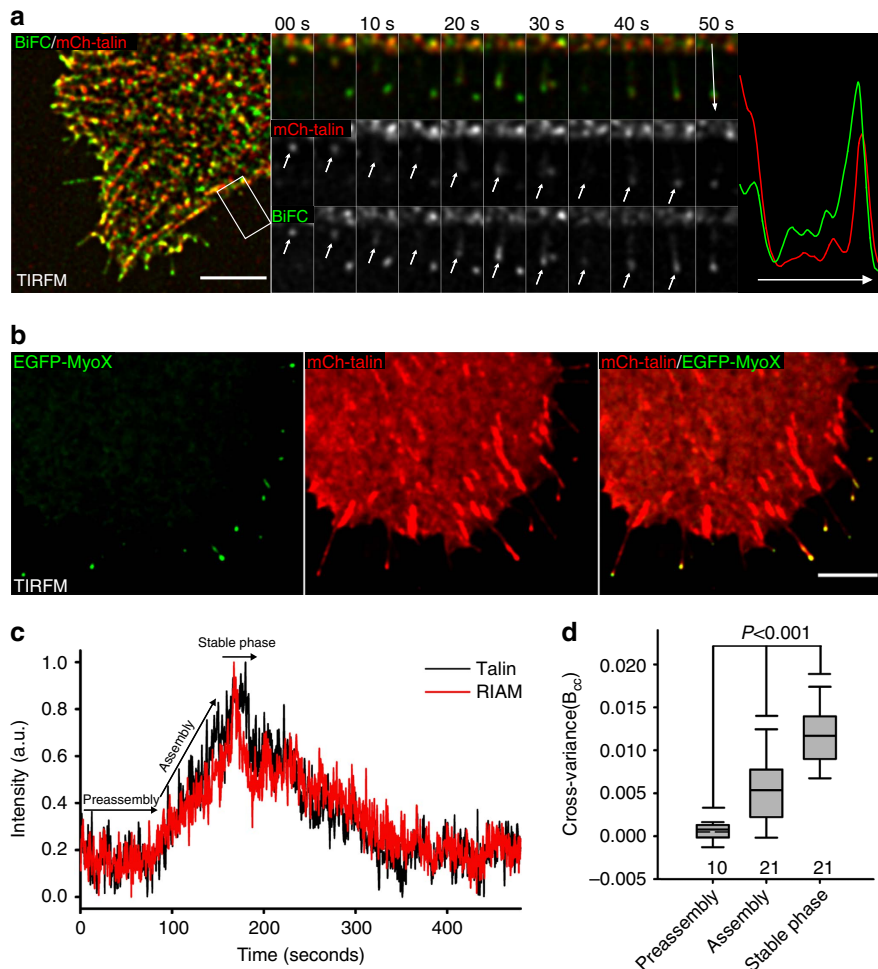 a
BiFC/mCh-talin
00 s 10 s 20 s 30 s 40 s 50 s
mCh-talin
BiFC
TIRFM
b
EGFP-MyoX
mCh-talin
mCh-talin/EGFP-MyoX
TIRFM
c
Stable phase
Talin
RIAM
Assembly
Preassembly
Intensity (a.u.)
1.0
0.8
0.6
0.4
0.2
0.0
0 100 200 300 400
Time (seconds)
d
P<0.001
Cross-variance(Bcc)
0.020
0.015
0.010
0.005
0.000
–0.005
10 21 21
Preassembly
Assembly
Stable phase